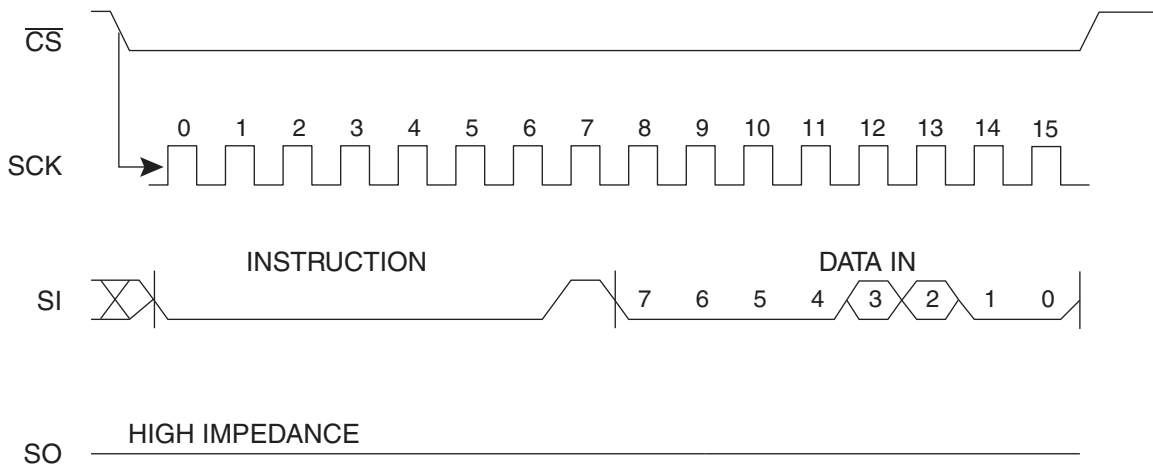 C̅S̅
0 1 2 3 4 5 6 7 8 9 10 11 12 13 14 15
SCK
INSTRUCTION DATA IN
SI 7 6 5 4 3 2 1 0
HIGH IMPEDANCE
SO